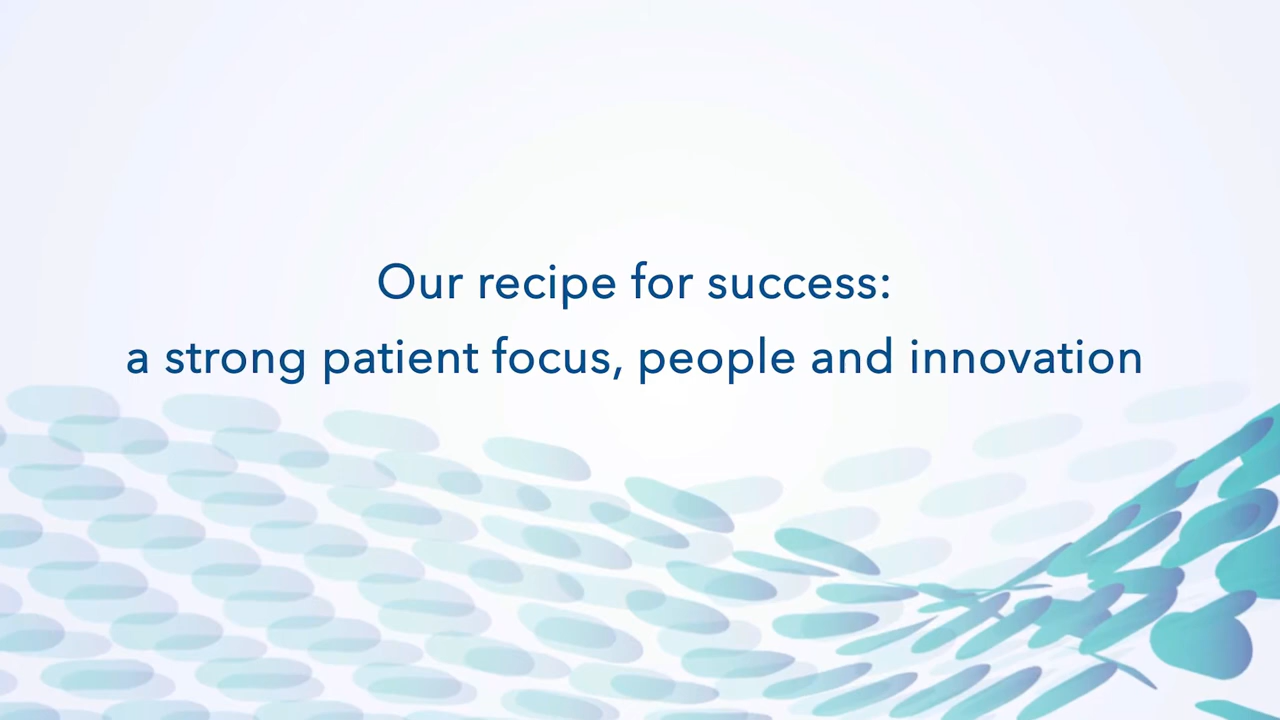 Our recipe for success:
a strong patient focus, people and innovation